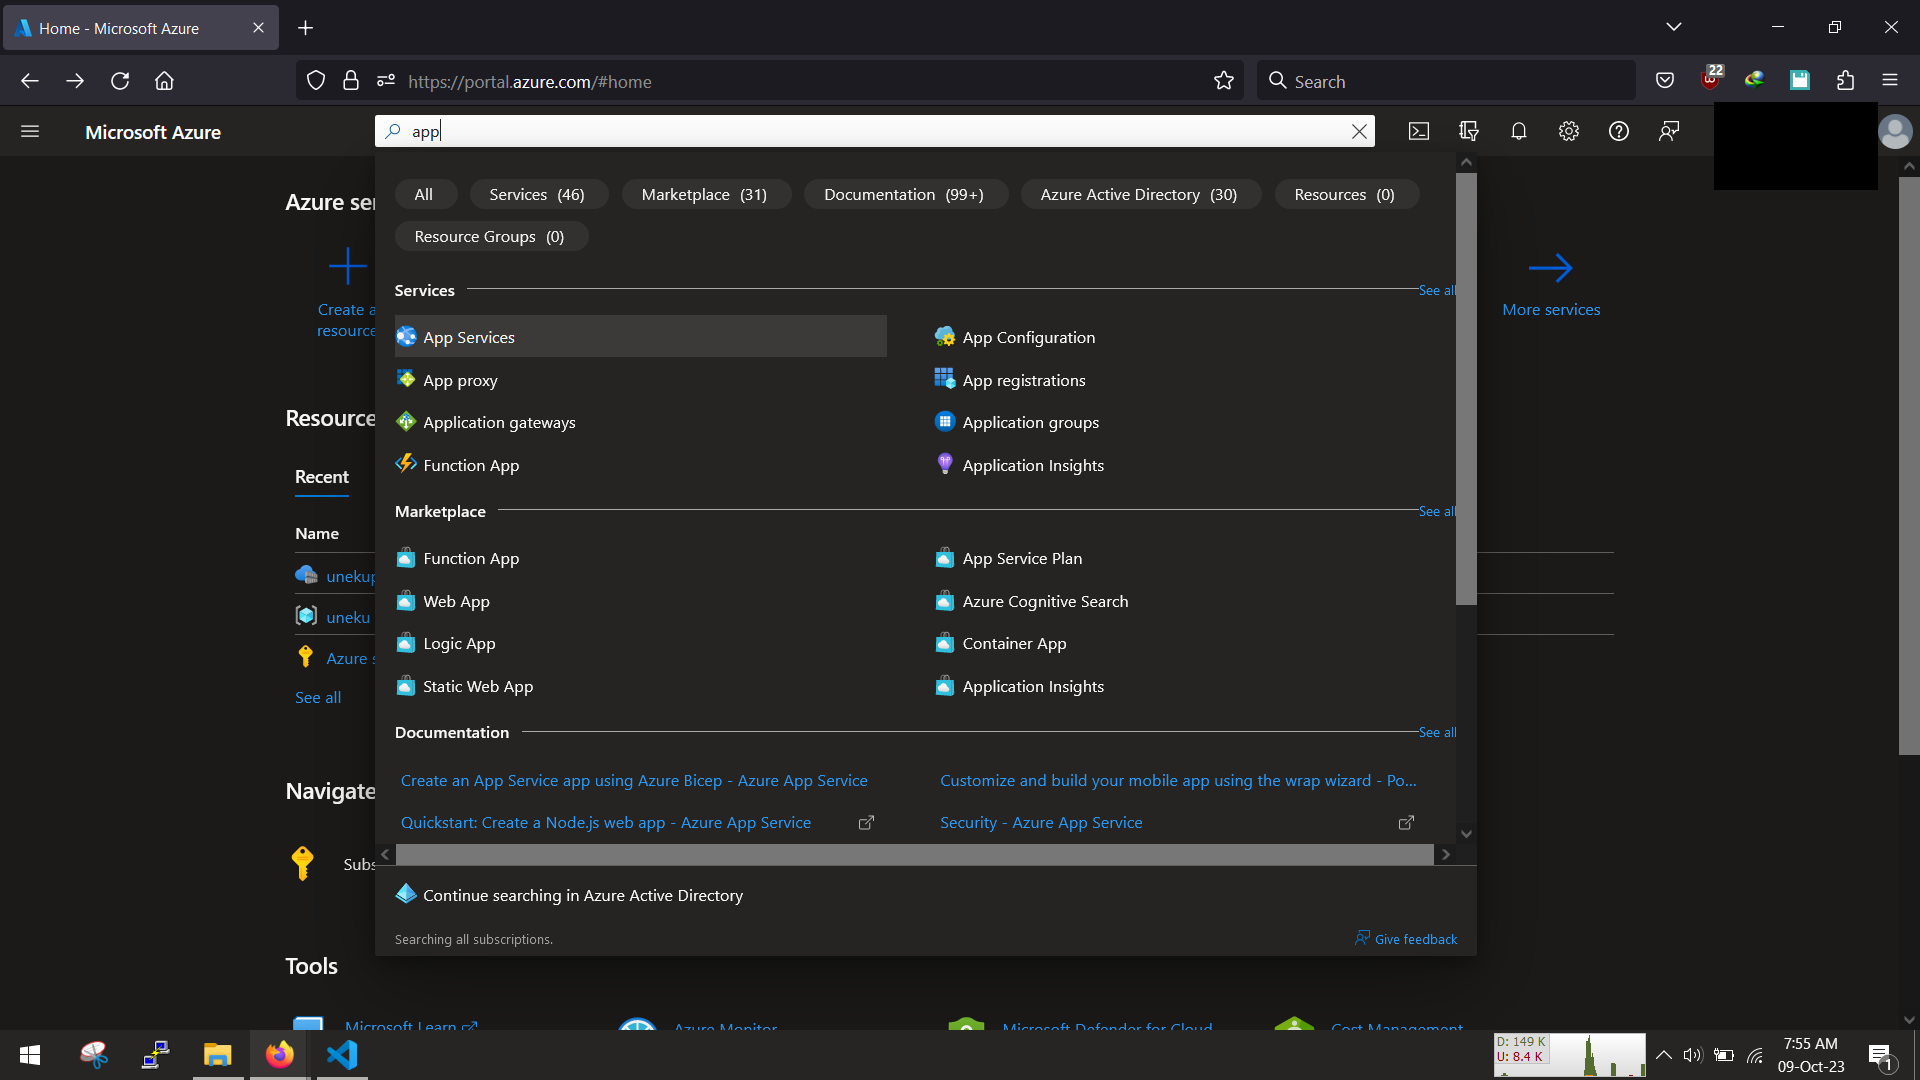 Home - Microsoft Azure
https://portal.azure.com/#home
Search
22
Microsoft Azure
app
All
Services (46)
Marketplace (31)
Documentation (99+)
Azure Active Directory (30)
Resources (0)
Resource Groups (0)
Azure ser
Create a
resource
More services
Services
See all
App Services
App Configuration
App proxy
App registrations
Application gateways
Application groups
Function App
Application Insights
Resource
Recent
Name
unekup
uneku
Azure s
See all
Marketplace
See all
Function App
App Service Plan
Web App
Azure Cognitive Search
Logic App
Container App
Static Web App
Application Insights
Documentation
See all
Create an App Service app using Azure Bicep - Azure App Service
Customize and build your mobile app using the wrap wizard - Po...
Quickstart: Create a Node.js web app - Azure App Service
Security - Azure App Service
Navigate
Subs
Continue searching in Azure Active Directory
Searching all subscriptions.
Give feedback
Tools
Microsoft Learn
Azure Monitor
Microsoft Defender for Cloud
Cost Management
D: 149 K
U: 8.4 K
7:55 AM
09-Oct-23
1